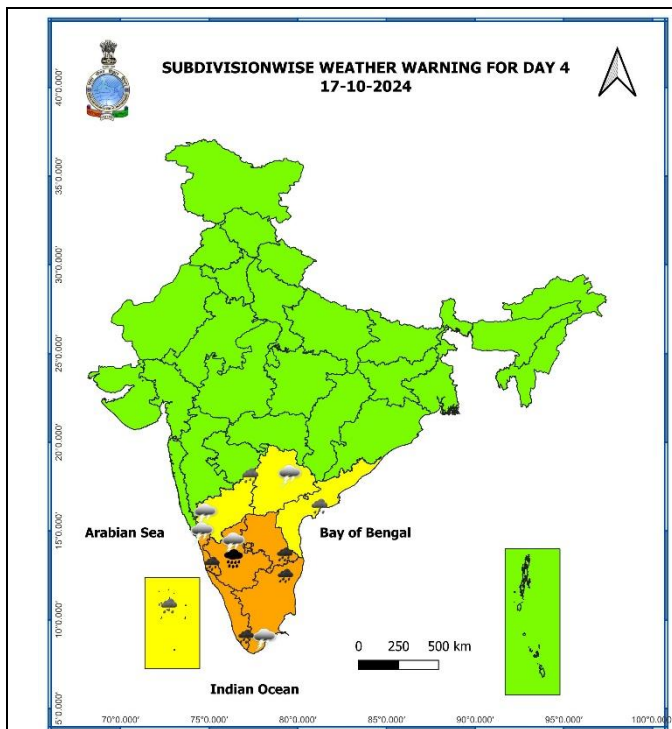 SUBDIVISIONWISE WEATHER WARNING FOR DAY 4
17-10-2024
40°0.000'
35°0.000'
30°0.000'
25°0.000'
20°0.000'
15°0.000'
10°0.000'
5°0.000'
Arabian Sea
Bay of Bengal
0 250 500 km
Indian Ocean
70°0.000' 75°0.000' 80°0.000' 85°0.000' 90°0.000' 95°0.000' 100°0.000'